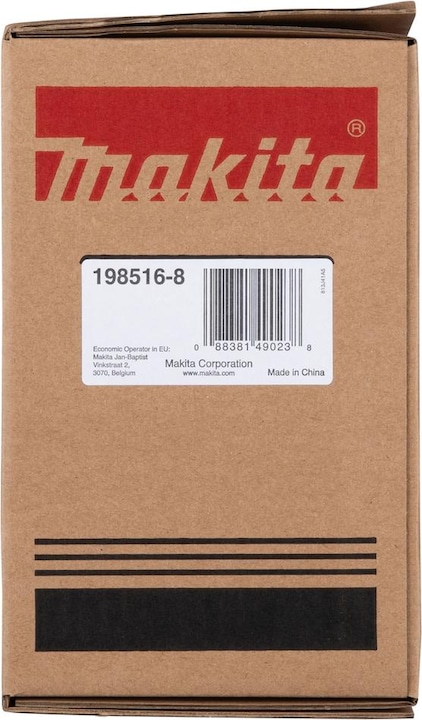 makita®
198516-8
813J41A5
0 88381 49023 8
Economic Operator in EU:
Makita Jan-Baptist
Vinkstraat 2,
3070, Belgium
Makita Corporation
www.makita.com
Made in China